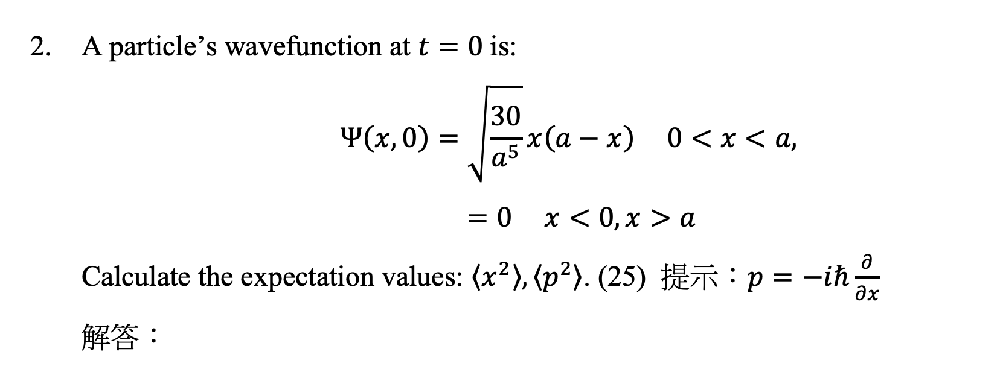 2. A particle’s wavefunction at t = 0 is:
Ψ(x, 0) = √(30/a⁵) x(a − x) 0 < x < a,
= 0 x < 0, x > a
Calculate the expectation values: ⟨x²⟩, ⟨p²⟩. (25) 提示：p = −iℏ ∂/∂x
解答：